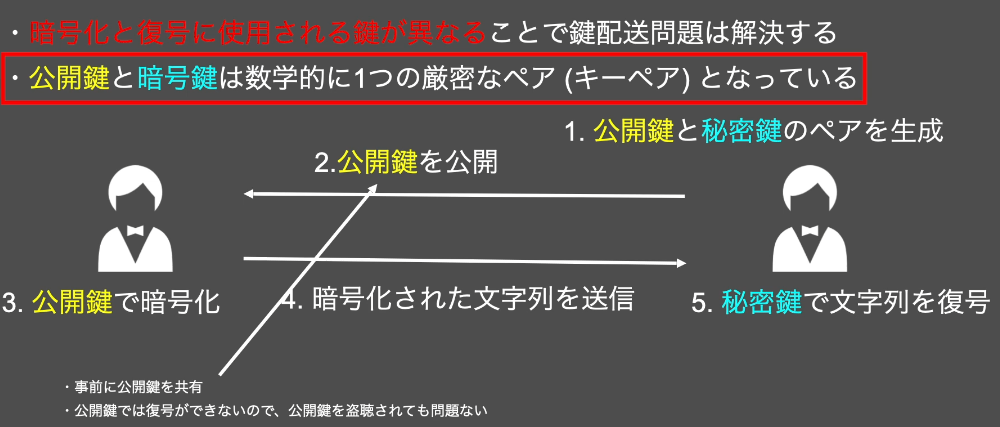 ・暗号化と復号に使用される鍵が異なることで鍵配送問題は解決する
・公開鍵と暗号鍵は数学的に1つの厳密なペア (キーペア) となっている
1. 公開鍵と秘密鍵のペアを生成
2.公開鍵を公開
3. 公開鍵で暗号化
4. 暗号化された文字列を送信
5. 秘密鍵で文字列を復号
・事前に公開鍵を共有
・公開鍵では復号ができないので、公開鍵を盗聴されても問題ない